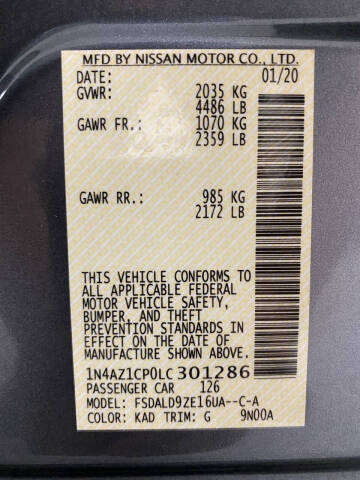 MFD BY NISSAN MOTOR CO., LTD.
DATE: 01/20
GVWR: 2035 KG
4486 LB
GAWR FR.: 1070 KG
2359 LB
GAWR RR.: 985 KG
2172 LB
THIS VEHICLE CONFORMS TO
ALL APPLICABLE FEDERAL
MOTOR VEHICLE SAFETY,
BUMPER, AND THEFT
PREVENTION STANDARDS IN
EFFECT ON THE DATE OF
MANUFACTURE SHOWN ABOVE.
1N4AZ1CP0LC301286
PASSENGER CAR 126
MODEL: FSDALD9ZE16UA--C-A
COLOR: KAD TRIM: G 9N00A